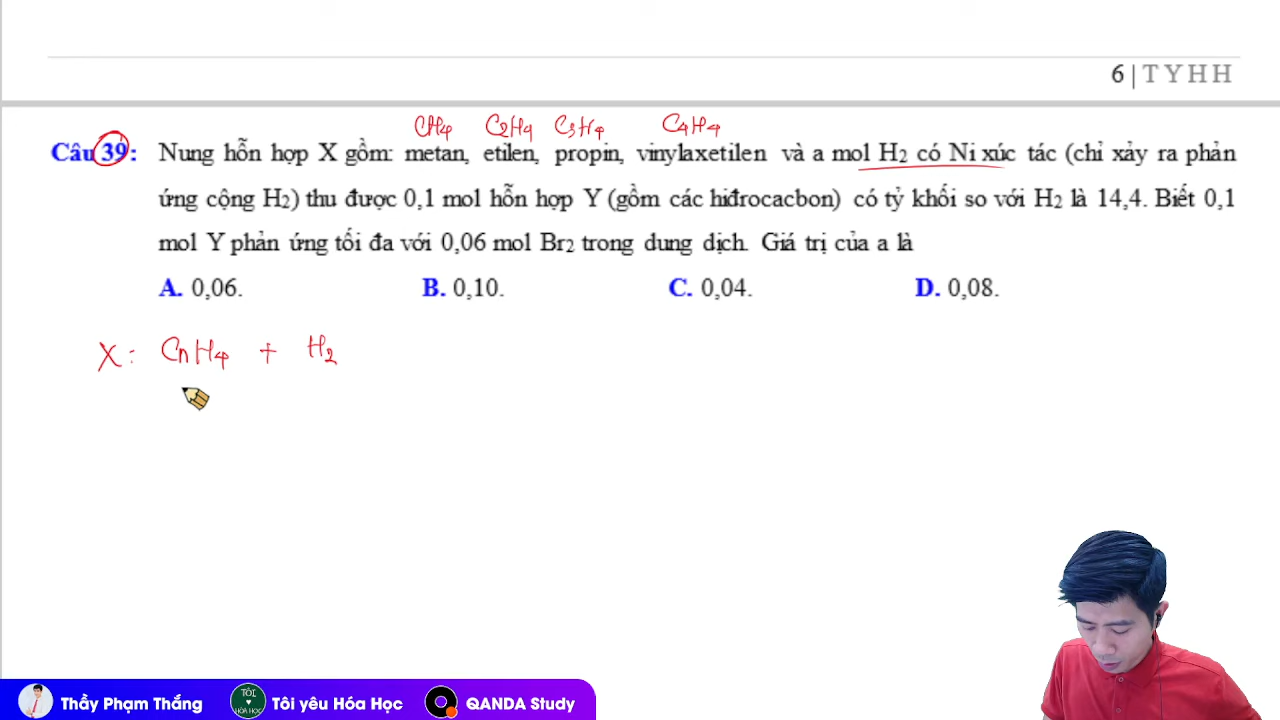 6 | T Y H H
CH4 C2H4 C3H4 C4H4
Câu 39: Nung hỗn hợp X gồm: metan, etilen, propin, vinylaxetilen và a mol H2 có Ni xúc tác (chỉ xảy ra phản
ứng cộng H2) thu được 0,1 mol hỗn hợp Y (gồm các hiđrocacbon) có tỷ khối so với H2 là 14,4. Biết 0,1
mol Y phản ứng tối đa với 0,06 mol Br2 trong dung dịch. Giá trị của a là
A. 0,06. B. 0,10. C. 0,04. D. 0,08.
X: CnH4 + H2
Thầy Phạm Thắng TÔI ♥ HÓA HỌC Tôi yêu Hóa Học QANDA Study